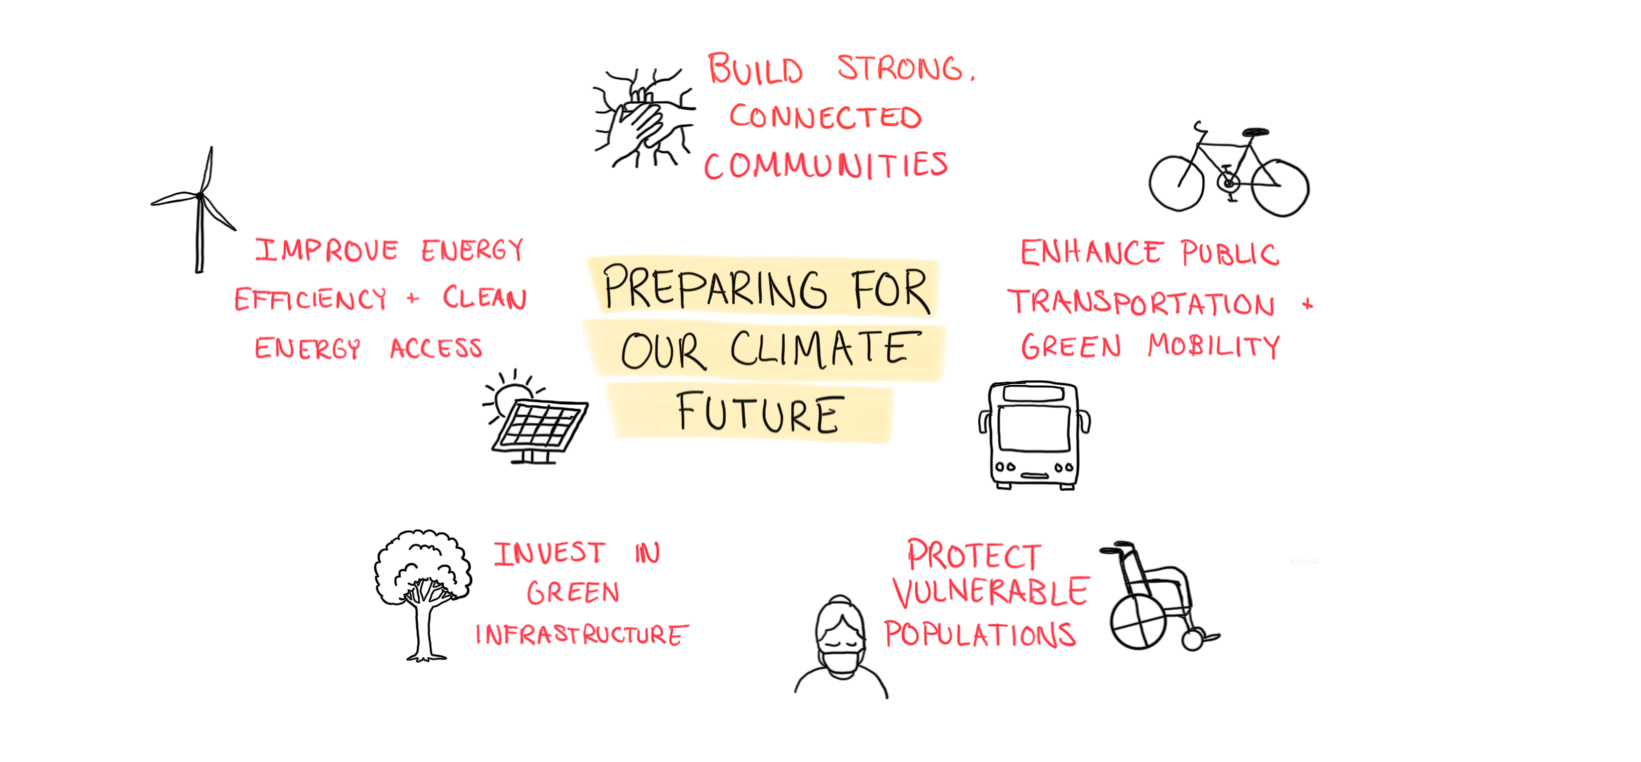 BUILD STRONG.
CONNECTED
COMMUNITIES
IMPROVE ENERGY
EFFICIENCY + CLEAN
ENERGY ACCESS
PREPARING FOR
OUR CLIMATE
FUTURE
ENHANCE PUBLIC
TRANSPORTATION +
GREEN MOBILITY
INVEST IN
GREEN
INFRASTRUCTURE
PROTECT
VULNERABLE
POPULATIONS